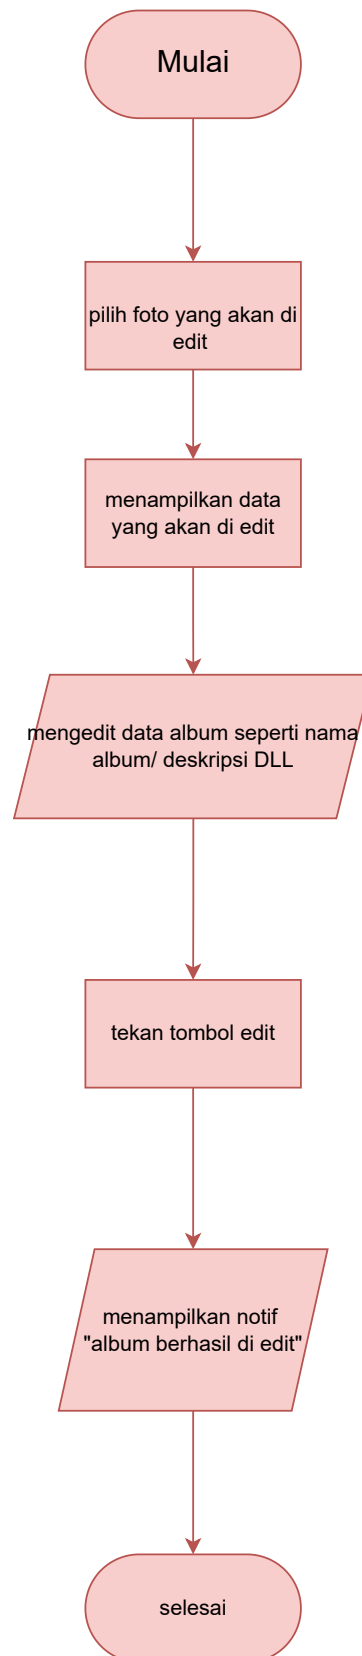 Mulai
pilih foto yang akan di
edit
menampilkan data
yang akan di edit
mengedit data album seperti nama
album/ deskripsi DLL
tekan tombol edit
menampilkan notif
"album berhasil di edit"
selesai